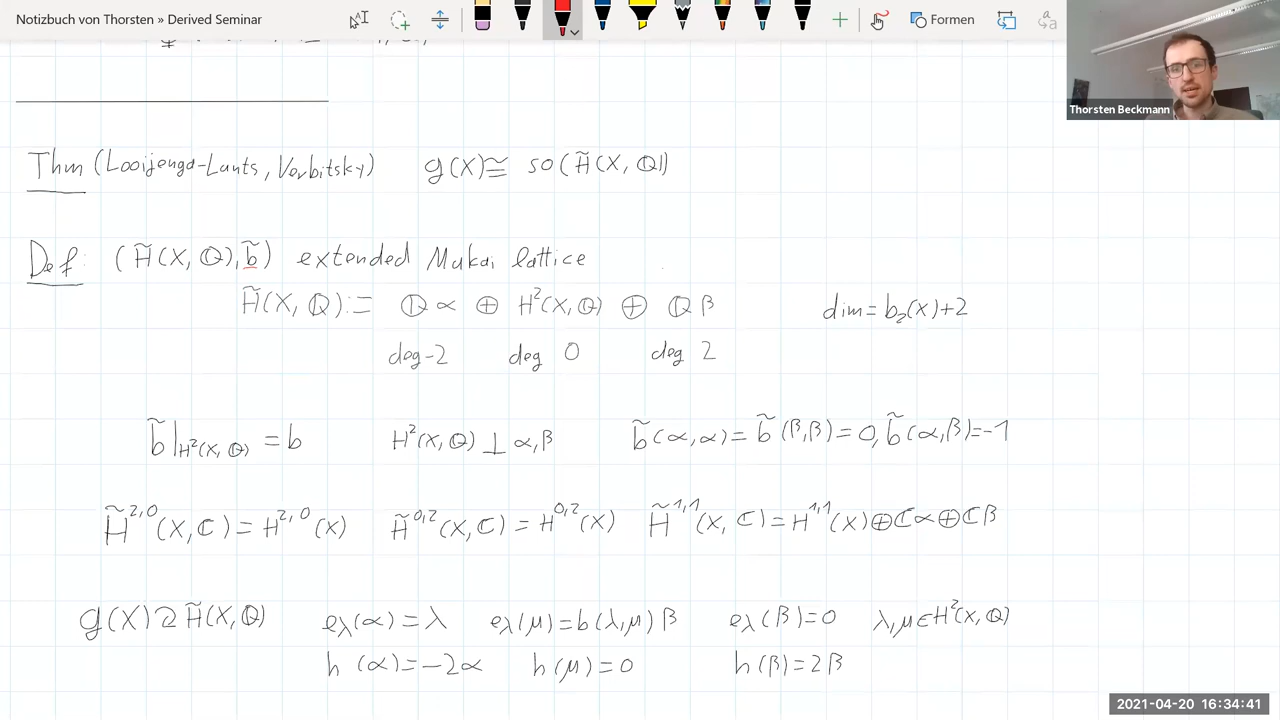 Notizbuch von Thorsten » Derived Seminar
Formen
Thorsten Beckmann
Thm (Looijenga-Lunts, Verbitsky) g(X) ≅ so(H̃(X, Q))
Def: (H̃(X, Q), b̃) extended Mukai lattice
H̃(X, Q) := Qα ⊕ H²(X, Q) ⊕ Qβ dim = b₂(X)+2
deg -2 deg 0 deg 2
b̃|H²(X, Q) = b H²(X, Q) ⊥ α, β b̃(α, α) = b̃(β, β) = 0, b̃(α, β) = -1
H̃²,⁰(X, C) = H²,⁰(X) H̃⁰,²(X, C) = H⁰,²(X) H̃¹,¹(X, C) = H¹,¹(X) ⊕ Cα ⊕ Cβ
g(X) ⊇ H̃(X, Q) e_λ(α) = λ e_λ(μ) = b(λ, μ) β e_λ(β) = 0 λ, μ ∈ H²(X, Q)
h(α) = -2α h(μ) = 0 h(β) = 2β
2021-04-20 16:34:41